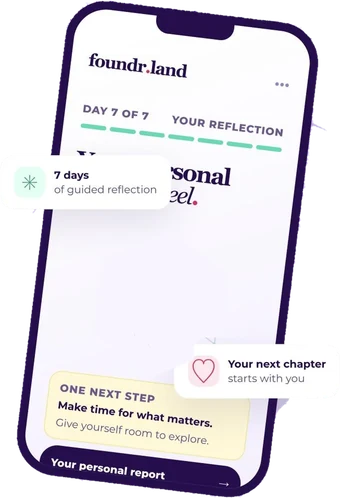 foundr.land
DAY 7 OF 7 YOUR REFLECTION
7 days
of guided reflection
Your next chapter
starts with you
ONE NEXT STEP
Make time for what matters.
Give yourself room to explore.
Your personal report →